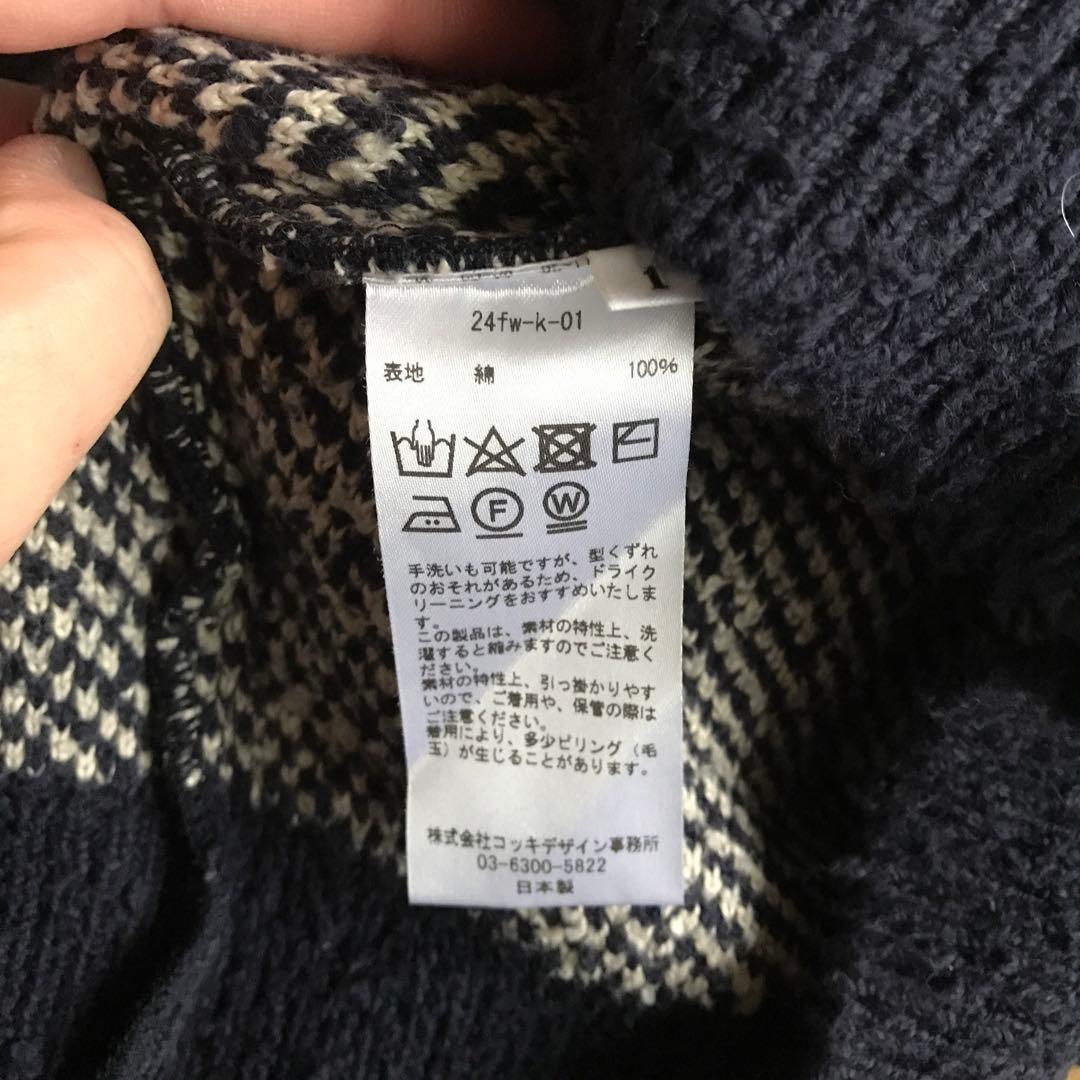 1
24fw-k-01
表地 綿 100%
F W
手洗いも可能ですが、型くずれ
のおそれがあるため、ドライク
リーニングをおすすめいたしま
す。
この製品は、素材の特性上、洗
濯すると縮みますのでご注意く
ださい。
素材の特性上、引っ掛かりやす
いので、ご着用や、保管の際は
ご注意ください。
着用により、多少ピリング（毛
玉）が生じることがあります。
株式会社コッキデザイン事務所
03-6300-5822
日本製